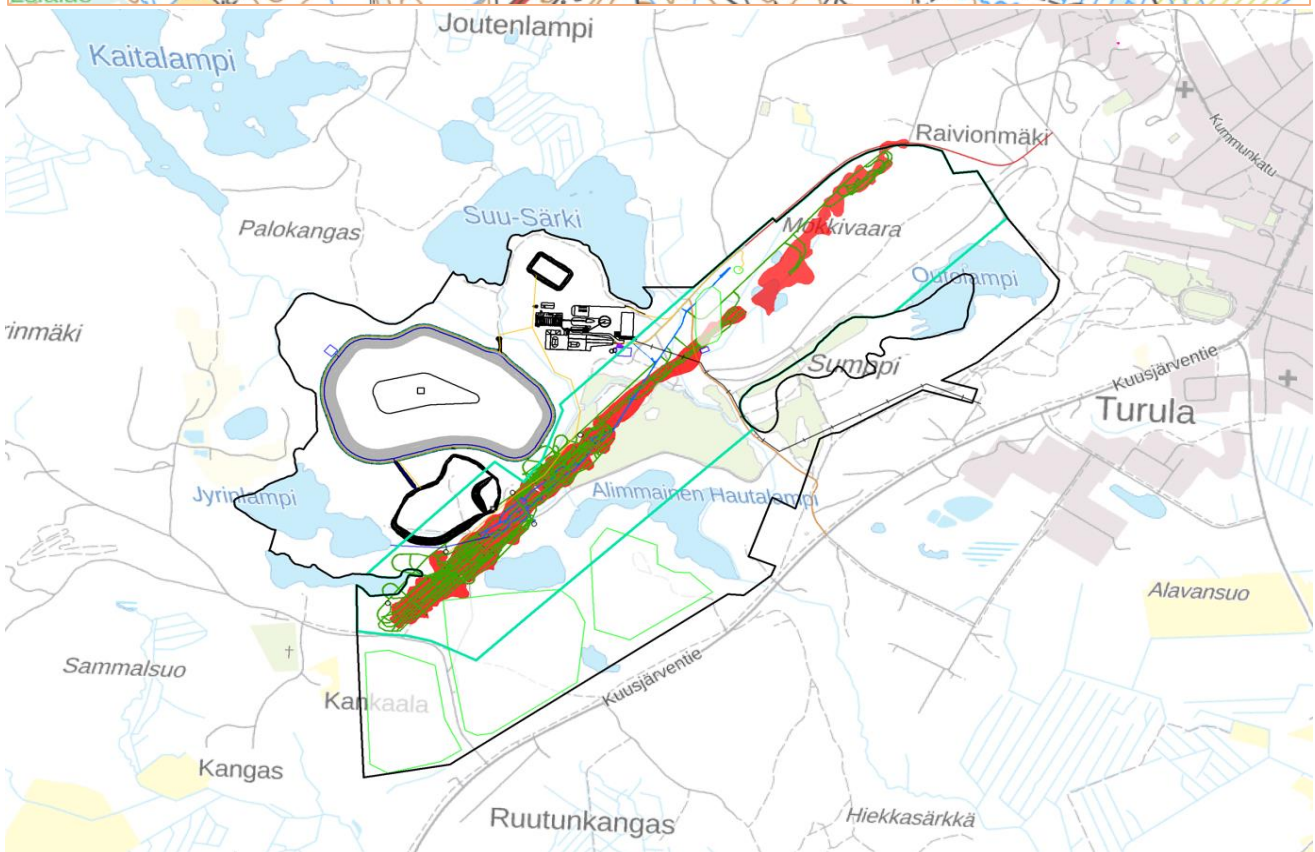 Joutenlampi
Kaitalampi
Raivionmäki
Kummunkatu
Suu-Särki
Palokangas
Mökkivaara
Outolampi
rinmäki
Sumppi
Kuusjärventie
Turula
Jyrinlampi
Alimmainen Hautalampi
Alavansuo
Sammalsuo
Kuusjärventie
Kankaala
Kangas
Ruutunkangas
Hiekkasärkkä